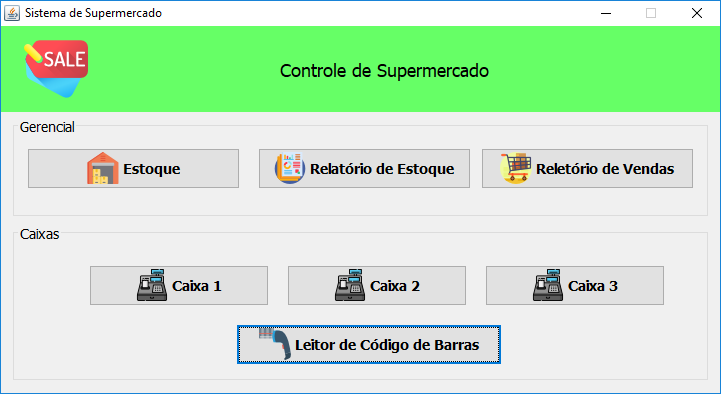 Sistema de Supermercado
SALE
Controle de Supermercado
Gerencial
Estoque
Relatório de Estoque
Reletório de Vendas
Caixas
Caixa 1
Caixa 2
Caixa 3
Leitor de Código de Barras